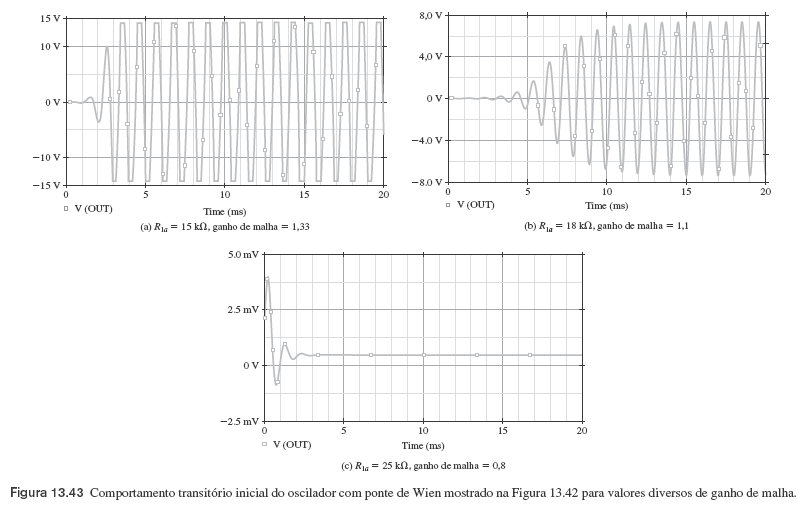 15 V
10 V
0 V
−10 V
−15 V
0 5 10 15 20
V (OUT)
Time (ms)
(a) R1a = 15 kΩ, ganho de malha = 1,33
8,0 V
4,0 V
0 V
−4.0 V
−8.0 V
0 5 10 15 20
V (OUT)
Time (ms)
(b) R1a = 18 kΩ, ganho de malha = 1,1
5.0 mV
2.5 mV
0 V
−2.5 mV
0 5 10 15 20
V (OUT)
Time (ms)
(c) R1a = 25 kΩ, ganho de malha = 0,8
Figura 13.43 Comportamento transitório inicial do oscilador com ponte de Wien mostrado na Figura 13.42 para valores diversos de ganho de malha.